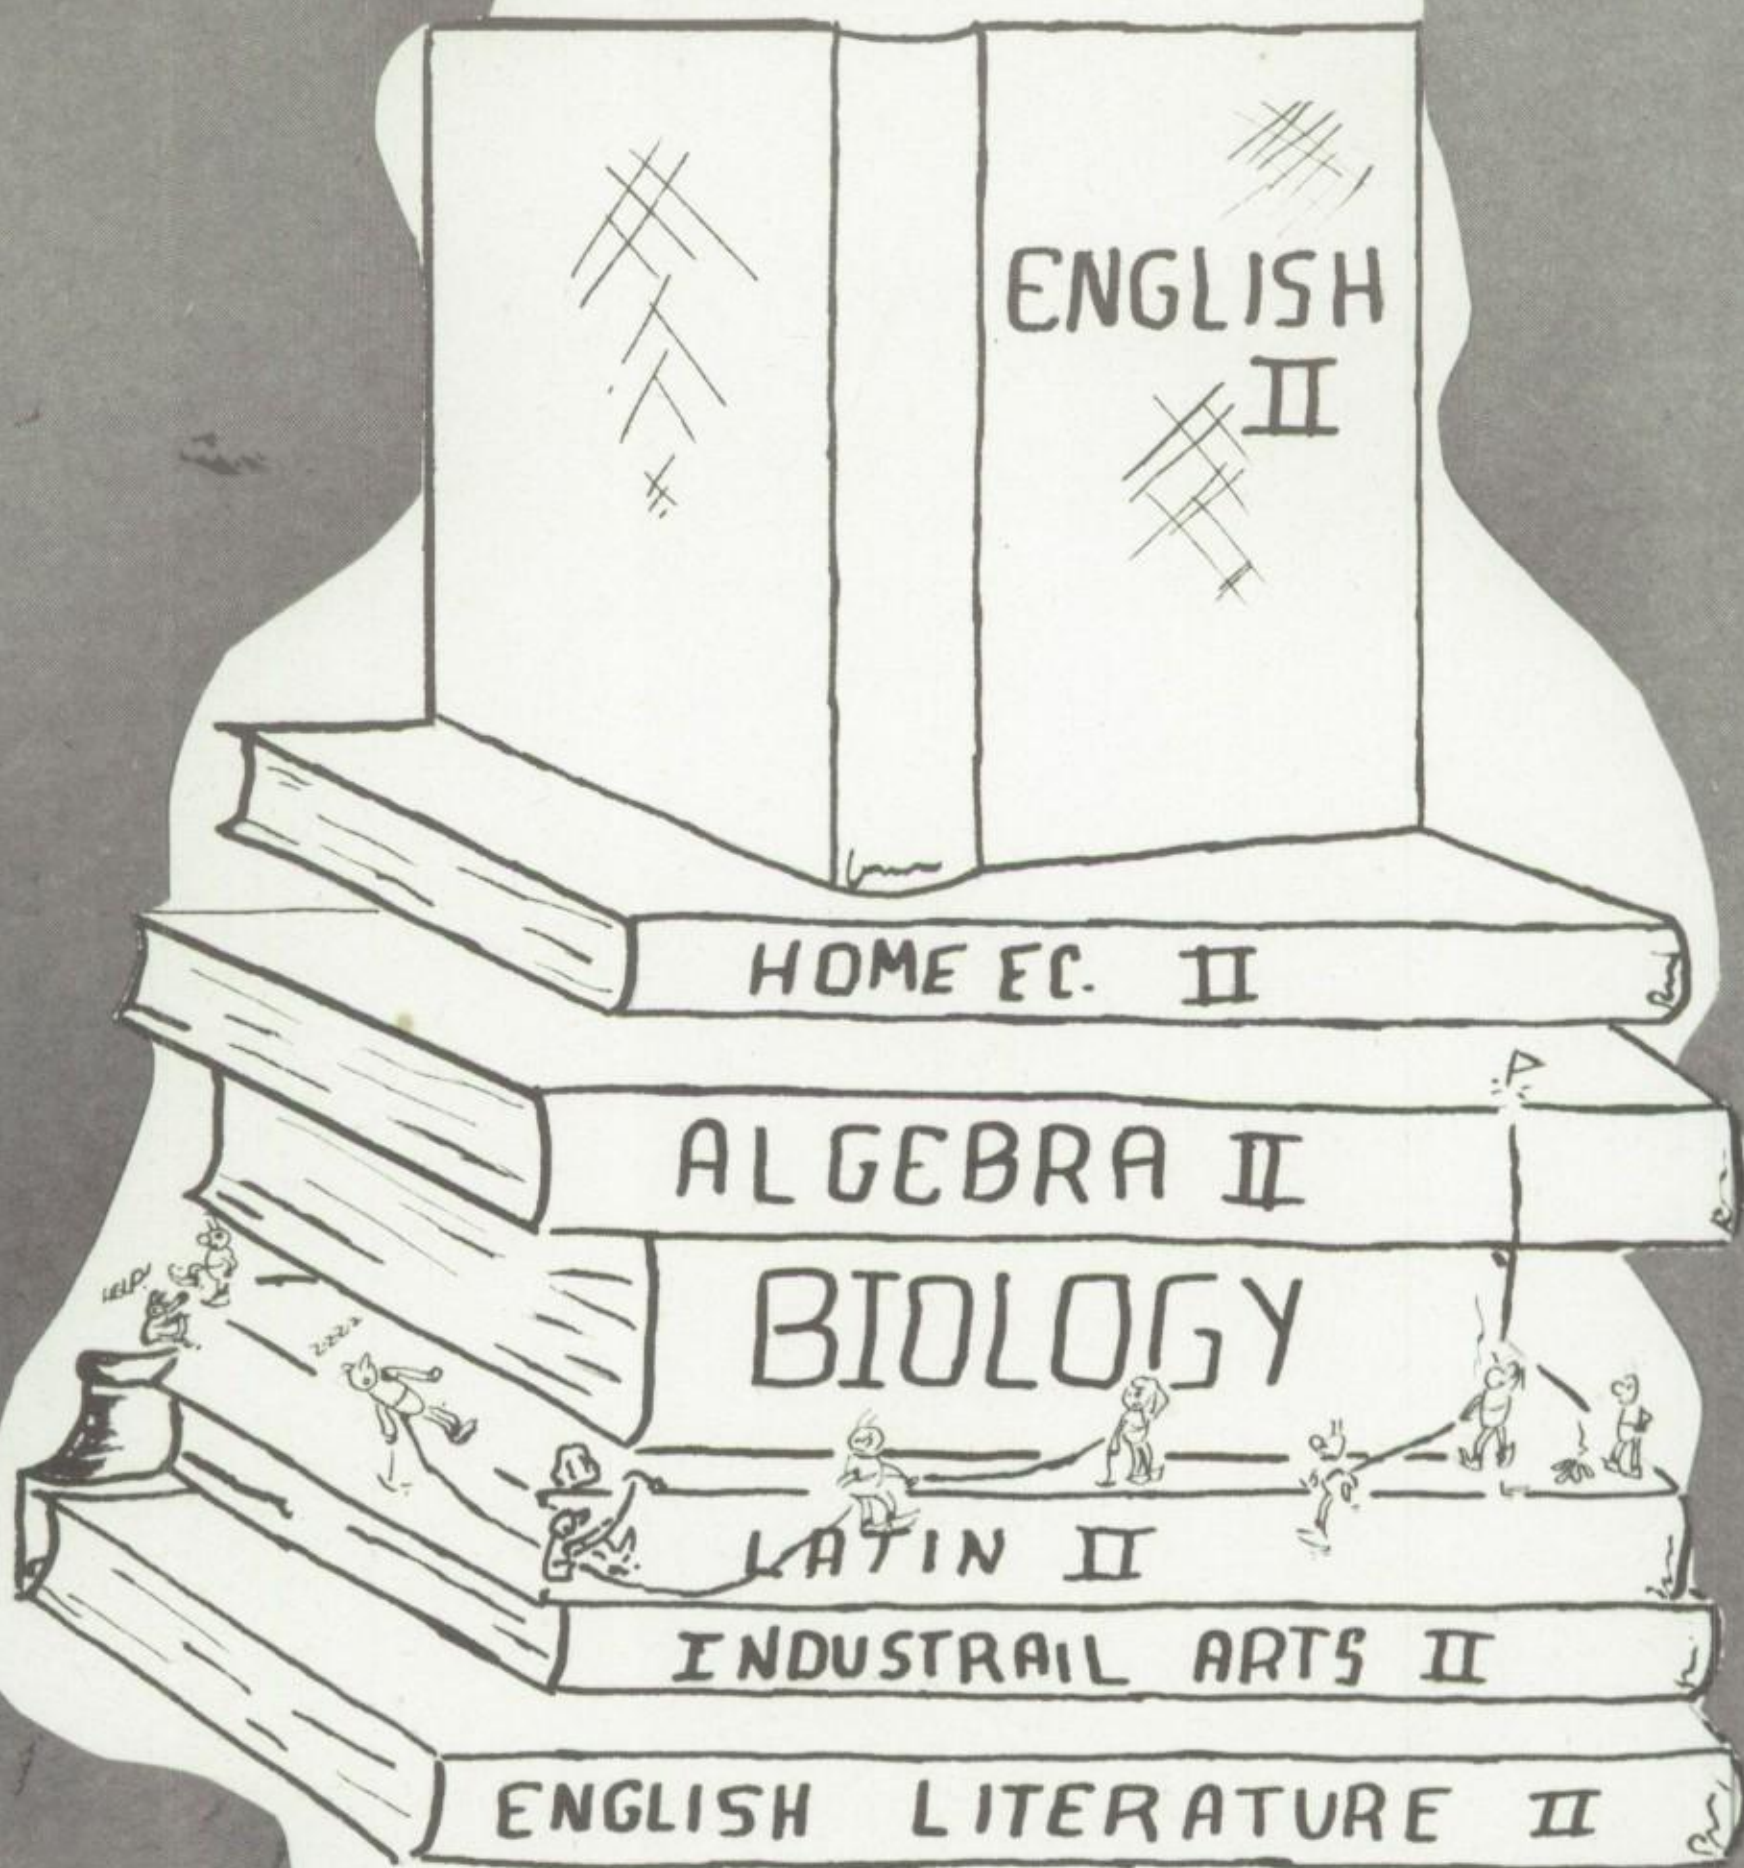 ENGLISH
II
HOME EC. II
ALGEBRA II
BIOLOGY
HELP!
z-z-z-z
LATIN II
INDUSTRAIL ARTS II
ENGLISH LITERATURE II